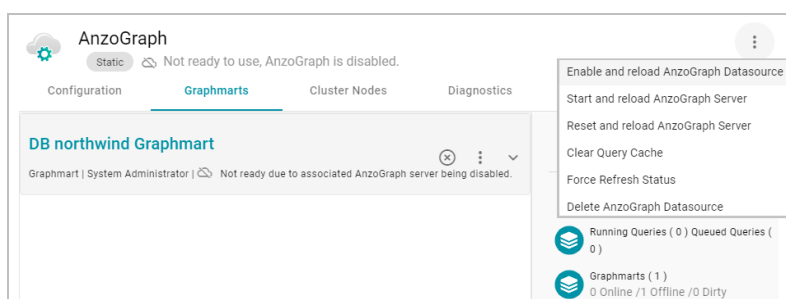 AnzoGraph
Static Not ready to use, AnzoGraph is disabled.
Configuration Graphmarts Cluster Nodes Diagnostics
Enable and reload AnzoGraph Datasource
Start and reload AnzoGraph Server
Reset and reload AnzoGraph Server
Clear Query Cache
Force Refresh Status
Delete AnzoGraph Datasource
DB northwind Graphmart
Graphmart | System Administrator | Not ready due to associated AnzoGraph server being disabled.
Running Queries ( 0 ) Queued Queries (
0 )
Graphmarts ( 1 )
0 Online /1 Offline /0 Dirty